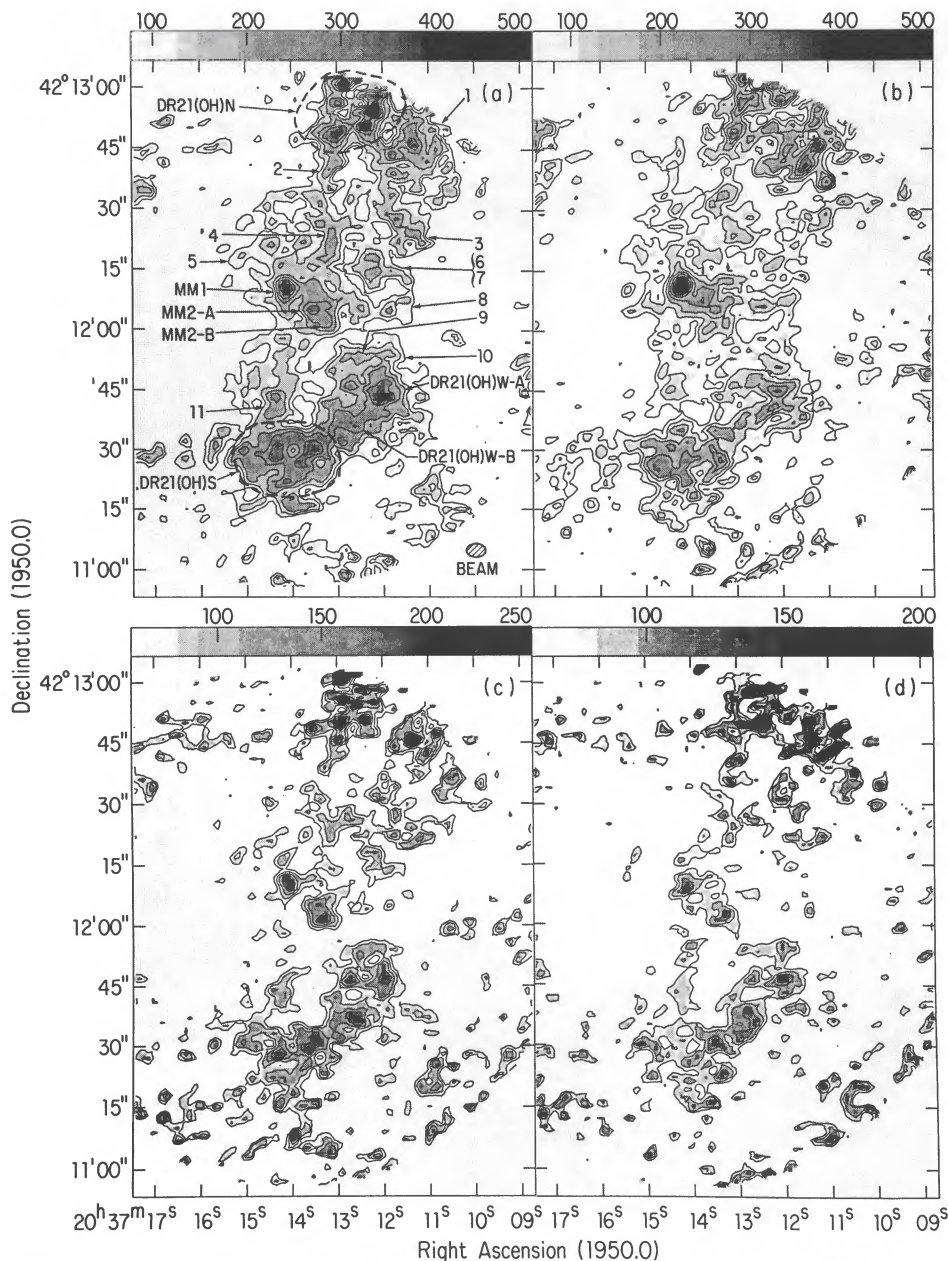 100 200 300 400 500
100 200 300 400 500
42° 13' 00"
DR21(OH)N
1
(a)
(b)
45"
2
30"
4
3
5
15"
6
7
MM1
8
MM2-A
9
MM2-B
12' 00"
10
45"
DR21(OH)W-A
11
30"
DR21(OH)W-B
DR21(OH)S
15"
BEAM
11' 00"
Declination (1950.0)
100 150 200 250
100 150 200
42° 13' 00"
(c)
(d)
45"
30"
15"
12' 00"
45"
30"
15"
11' 00"
20h 37m 17s 16s 15s 14s 13s 12s 11s 10s 09s
16s 15s 14s 13s 12s 11s 10s 09s
Right Ascension (1950.0)